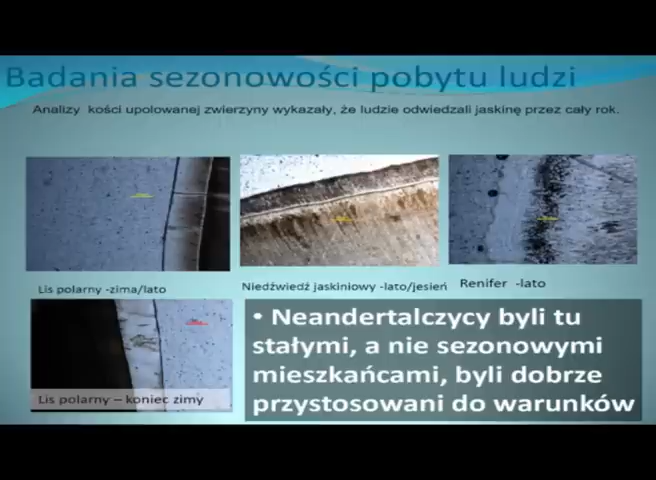 Badania sezonowości pobytu ludzi
Analizy kości upolowanej zwierzyny wykazały, że ludzie odwiedzali jaskinę przez cały rok.
Lis polarny -zima/lato
Niedźwiedź jaskiniowy -lato/jesień
Renifer -lato
Lis polarny – koniec zimy
• Neandertalczycy byli tu
stałymi, a nie sezonowymi
mieszkańcami, byli dobrze
przystosowani do warunków